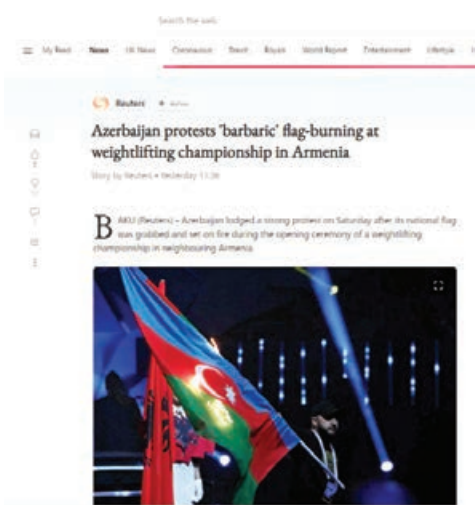 Search the web
My Feed News UK News Coronavirus Travel Royals World Report Entertainment Lifestyle
Reuters
Azerbaijan protests 'barbaric' flag-burning at
weightlifting championship in Armenia
Story by Reuters • Yesterday
BAKU (Reuters) – Azerbaijan lodged a strong protest on Saturday after its national flag
was grabbed and set on fire during the opening ceremony of a weightlifting
championship in neighbouring Armenia.